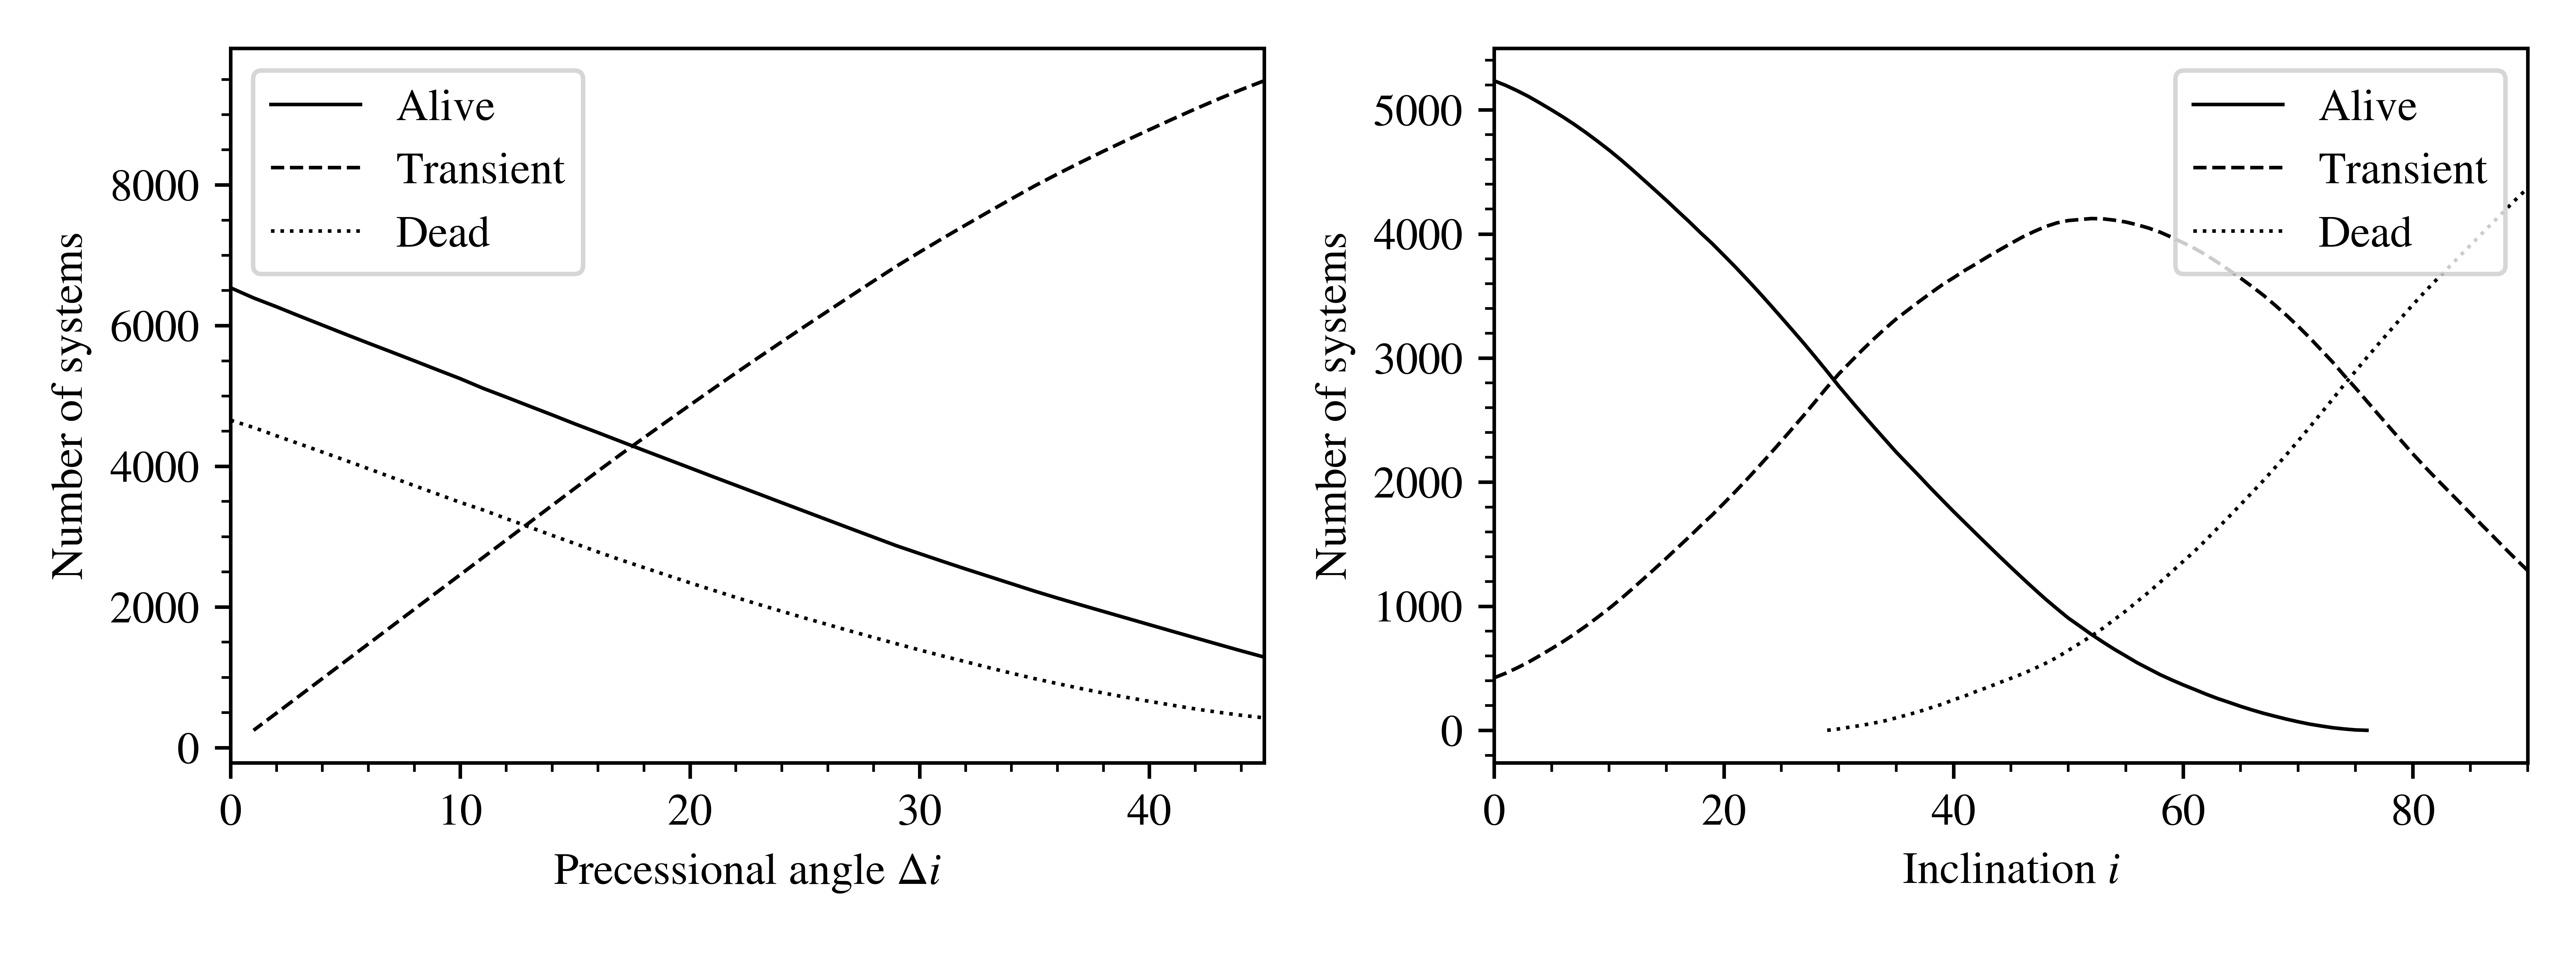 Number of systems
8000
6000
4000
2000
0
Alive
Transient
Dead
0 10 20 30 40
Precessional angle Δi
Number of systems
5000
4000
3000
2000
1000
0
Alive
Transient
Dead
0 20 40 60 80
Inclination i